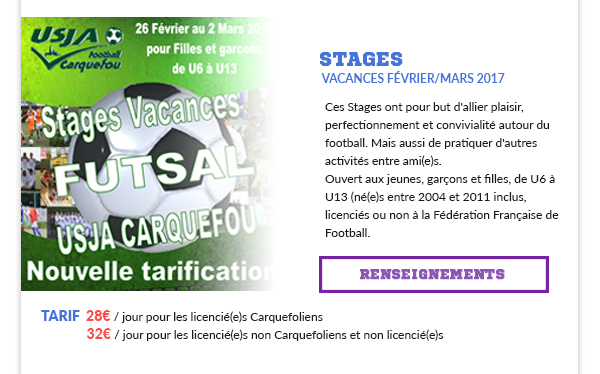 USJA
Football
Carquefou
26 Février au 2 Mars
pour Filles et garçons
de U6 à U13
Stages Vacances
FUTSAL
USJA CARQUEFOU
Nouvelle tarification
STAGES
VACANCES FÉVRIER/MARS 2017
Ces Stages ont pour but d'allier plaisir,
perfectionnement et convivialité autour du
football. Mais aussi de pratiquer d'autres
activités entre ami(e)s.
Ouvert aux jeunes, garçons et filles, de U6 à
U13 (né(e)s entre 2004 et 2011 inclus,
licenciés ou non à la Fédération Française de
Football.
RENSEIGNEMENTS
TARIF 28€ / jour pour les licencié(e)s Carquefoliens
32€ / jour pour les licencié(e)s non Carquefoliens et non licencié(e)s